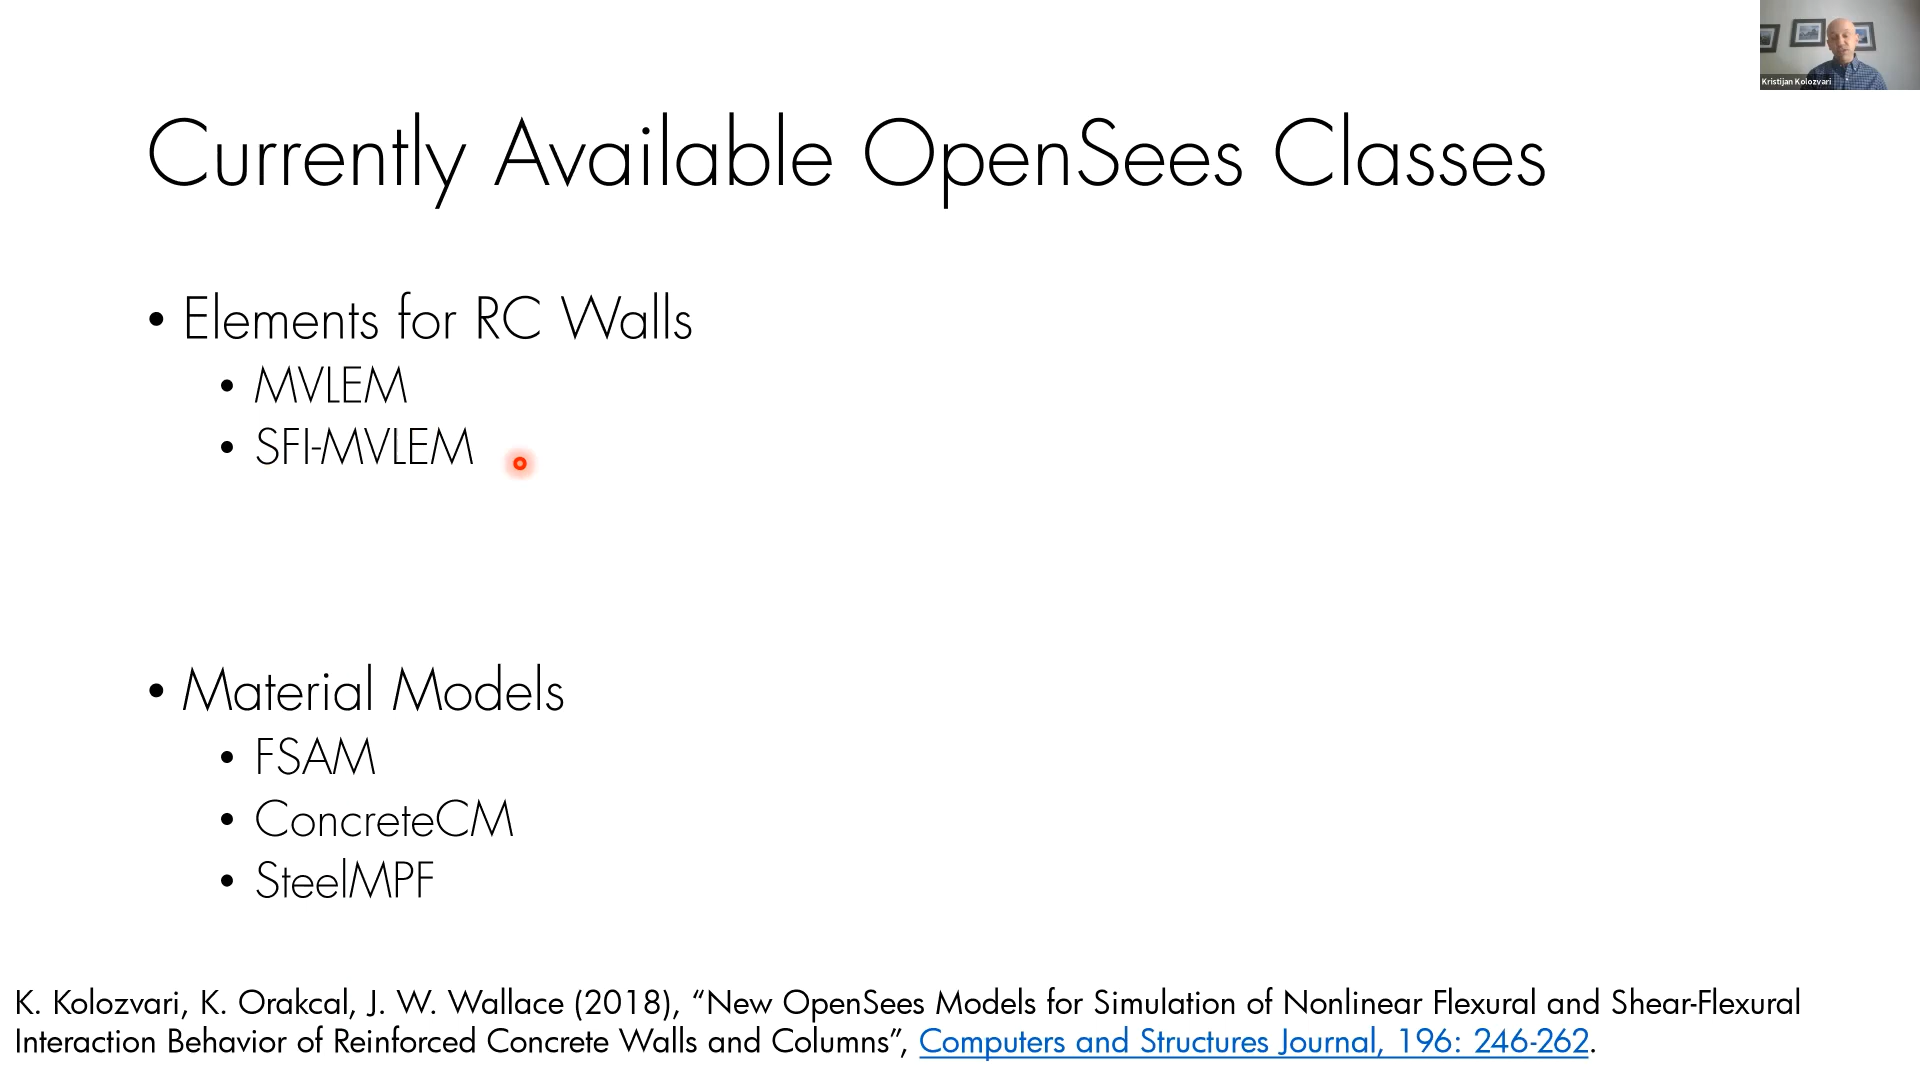 Kristijan Kolozvari
Currently Available OpenSees Classes
• Elements for RC Walls
• MVLEM
• SFI-MVLEM
• Material Models
• FSAM
• ConcreteCM
• SteelMPF
K. Kolozvari, K. Orakcal, J. W. Wallace (2018), “New OpenSees Models for Simulation of Nonlinear Flexural and Shear-Flexural
Interaction Behavior of Reinforced Concrete Walls and Columns”, Computers and Structures Journal, 196: 246-262.